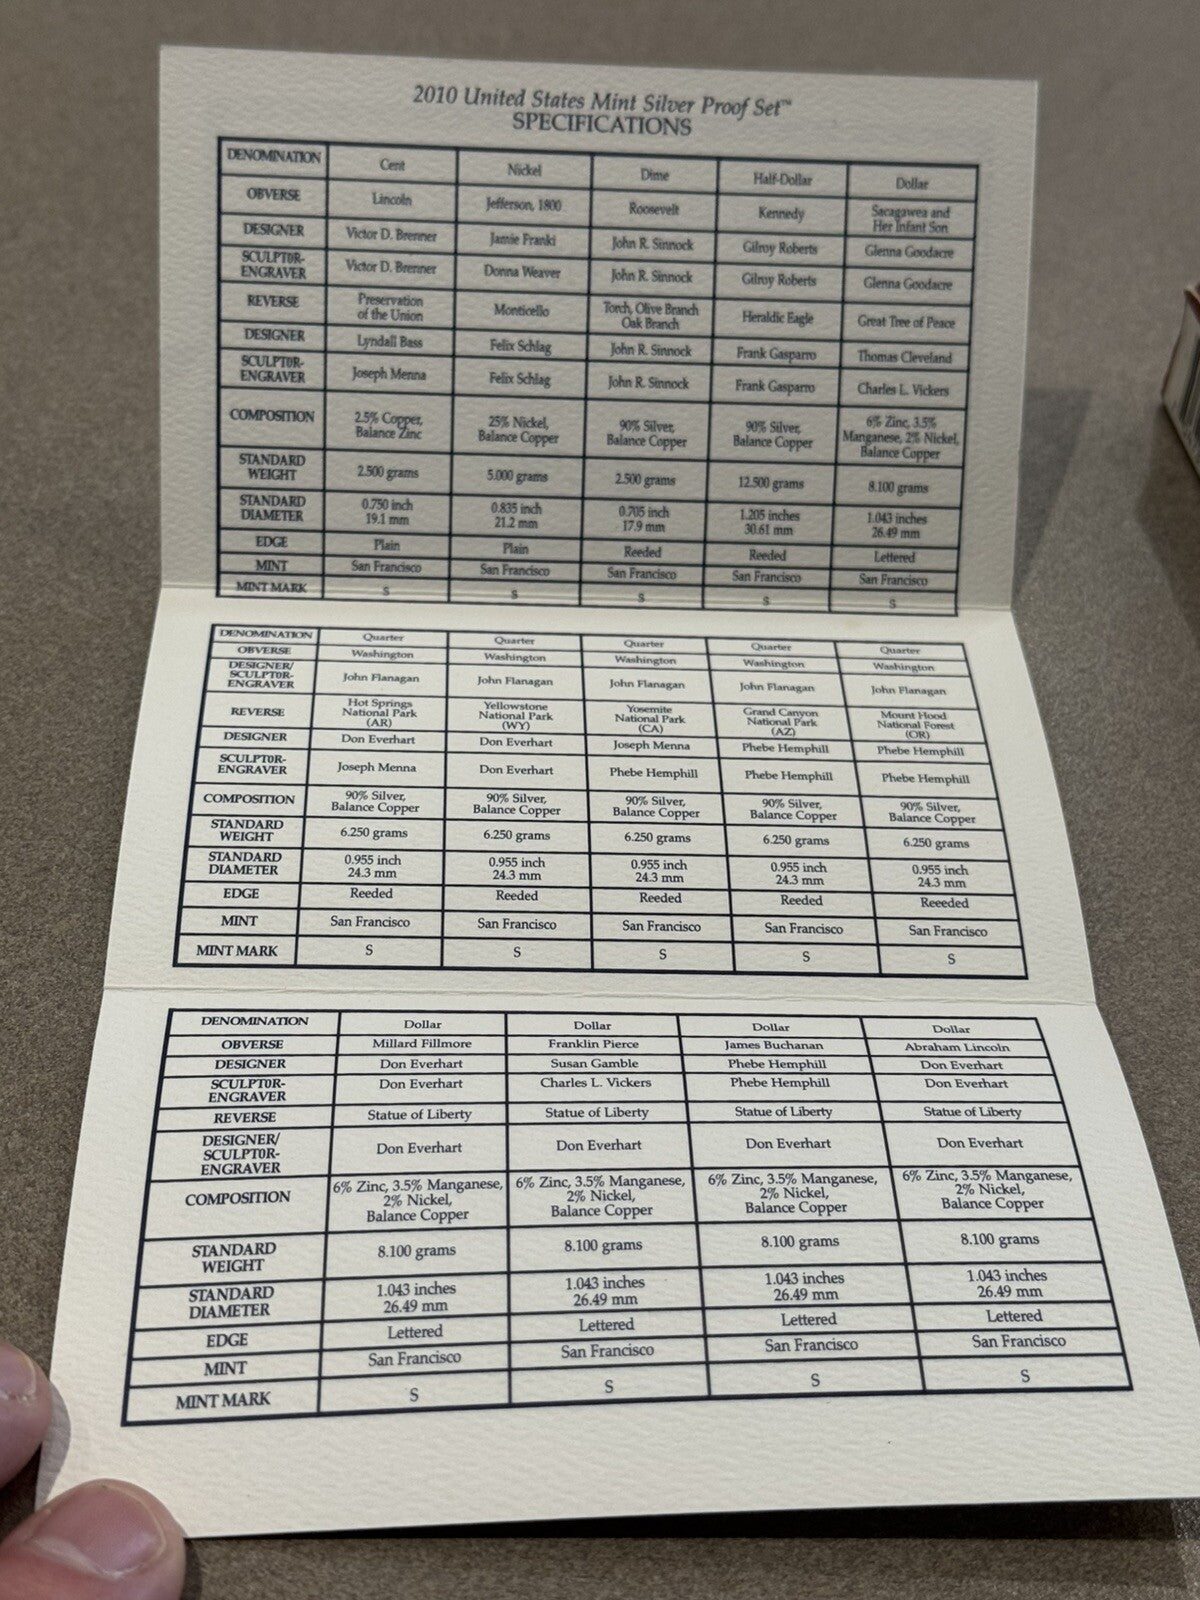 2010 United States Mint Silver Proof Set™
SPECIFICATIONS
DENOMINATION Cent Nickel Dime Half-Dollar Dollar
OBVERSE Lincoln Jefferson, 1800 Roosevelt Kennedy Sacagawea and
Her Infant Son
DESIGNER Victor D. Brenner Jamie Franki John R. Sinnock Gilroy Roberts Glenna Goodacre
SCULPTOR-
ENGRAVER Victor D. Brenner Donna Weaver John R. Sinnock Gilroy Roberts Glenna Goodacre
REVERSE Preservation
of the Union Monticello Torch, Olive Branch
Oak Branch Heraldic Eagle Great Tree of Peace
DESIGNER Lyndall Bass Felix Schlag John R. Sinnock Frank Gasparro Thomas Cleveland
SCULPTOR-
ENGRAVER Joseph Menna Felix Schlag John R. Sinnock Frank Gasparro Charles L. Vickers
COMPOSITION 2.5% Copper,
Balance Zinc 25% Nickel,
Balance Copper 90% Silver,
Balance Copper 90% Silver,
Balance Copper 6% Zinc, 3.5%
Manganese, 2% Nickel,
Balance Copper
STANDARD
WEIGHT 2.500 grams 5.000 grams 2.500 grams 12.500 grams 8.100 grams
STANDARD
DIAMETER 0.750 inch
19.1 mm 0.835 inch
21.2 mm 0.705 inch
17.9 mm 1.205 inches
30.61 mm 1.043 inches
26.49 mm
EDGE Plain Plain Reeded Reeded Lettered
MINT San Francisco San Francisco San Francisco San Francisco San Francisco
MINT MARK S S S S S
DENOMINATION Quarter Quarter Quarter Quarter Quarter
OBVERSE Washington Washington Washington Washington Washington
DESIGNER/
SCULPTOR-
ENGRAVER John Flanagan John Flanagan John Flanagan John Flanagan John Flanagan
REVERSE Hot Springs
National Park
(AR) Yellowstone
National Park
(WY) Yosemite
National Park
(CA) Grand Canyon
National Park
(AZ) Mount Hood
National Forest
(OR)
DESIGNER Don Everhart Don Everhart Joseph Menna Phebe Hemphill Phebe Hemphill
SCULPTOR-
ENGRAVER Joseph Menna Don Everhart Phebe Hemphill Phebe Hemphill Phebe Hemphill
COMPOSITION 90% Silver,
Balance Copper 90% Silver,
Balance Copper 90% Silver,
Balance Copper 90% Silver,
Balance Copper 90% Silver,
Balance Copper
STANDARD
WEIGHT 6.250 grams 6.250 grams 6.250 grams 6.250 grams 6.250 grams
STANDARD
DIAMETER 0.955 inch
24.3 mm 0.955 inch
24.3 mm 0.955 inch
24.3 mm 0.955 inch
24.3 mm 0.955 inch
24.3 mm
EDGE Reeded Reeded Reeded Reeded Reeeded
MINT San Francisco San Francisco San Francisco San Francisco San Francisco
MINT MARK S S S S S
DENOMINATION Dollar Dollar Dollar Dollar
OBVERSE Millard Fillmore Franklin Pierce James Buchanan Abraham Lincoln
DESIGNER Don Everhart Susan Gamble Phebe Hemphill Don Everhart
SCULPTOR-
ENGRAVER Don Everhart Charles L. Vickers Phebe Hemphill Don Everhart
REVERSE Statue of Liberty Statue of Liberty Statue of Liberty Statue of Liberty
DESIGNER/
SCULPTOR-
ENGRAVER Don Everhart Don Everhart Don Everhart Don Everhart
COMPOSITION 6% Zinc, 3.5% Manganese,
2% Nickel,
Balance Copper 6% Zinc, 3.5% Manganese,
2% Nickel,
Balance Copper 6% Zinc, 3.5% Manganese,
2% Nickel,
Balance Copper 6% Zinc, 3.5% Manganese,
2% Nickel,
Balance Copper
STANDARD
WEIGHT 8.100 grams 8.100 grams 8.100 grams 8.100 grams
STANDARD
DIAMETER 1.043 inches
26.49 mm 1.043 inches
26.49 mm 1.043 inches
26.49 mm 1.043 inches
26.49 mm
EDGE Lettered Lettered Lettered Lettered
MINT San Francisco San Francisco San Francisco San Francisco
MINT MARK S S S S